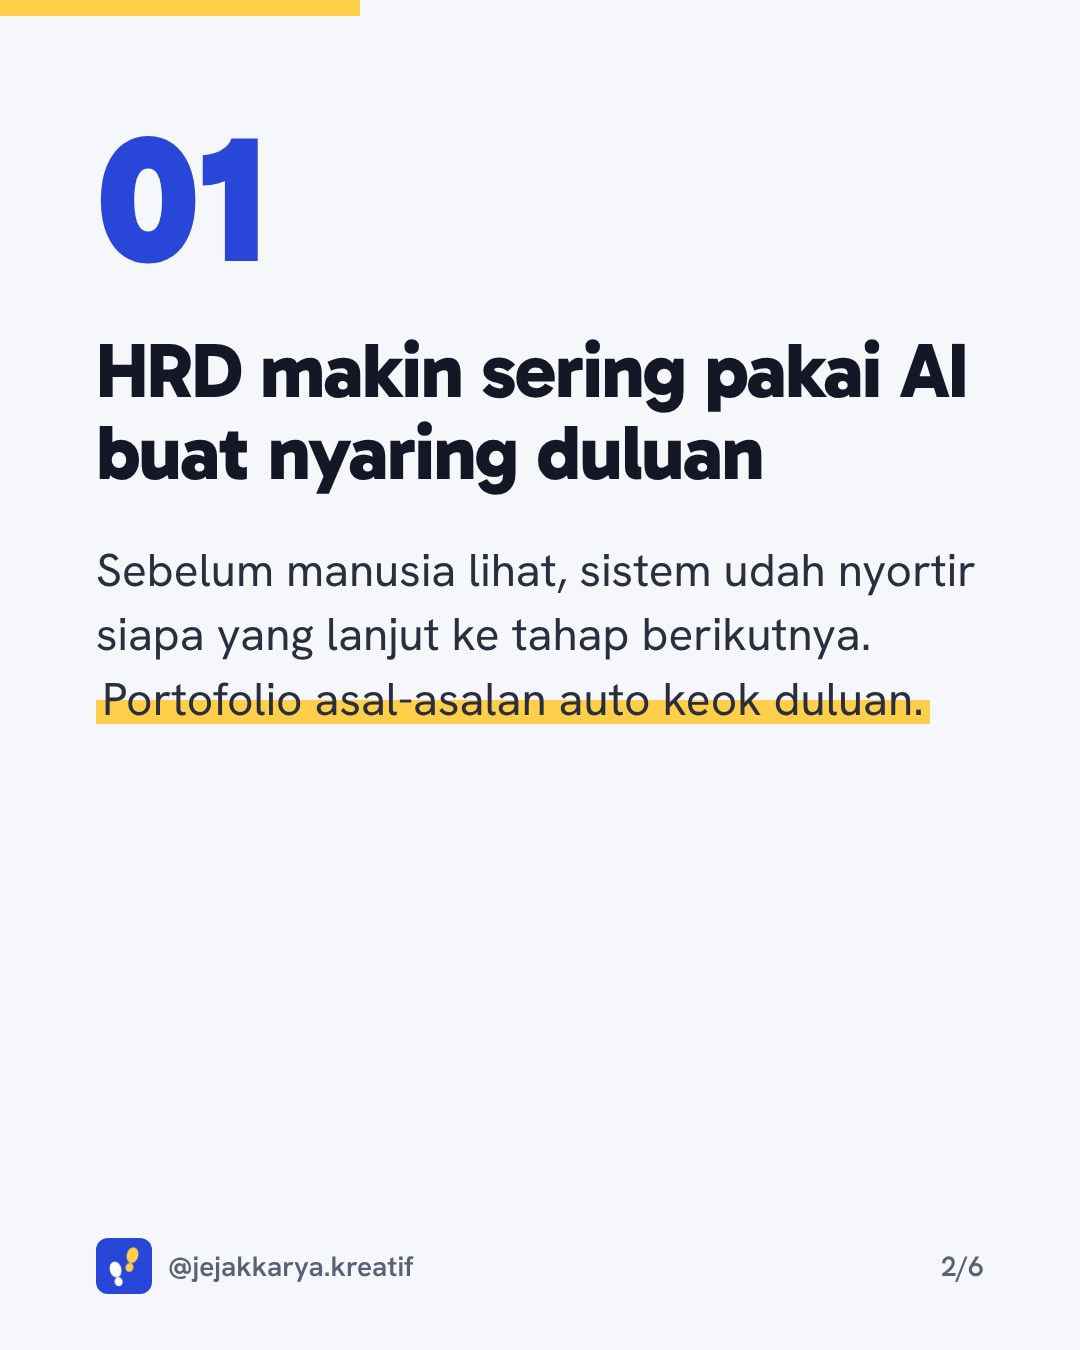 01
HRD makin sering pakai AI
buat nyaring duluan
Sebelum manusia lihat, sistem udah nyortir
siapa yang lanjut ke tahap berikutnya.
Portofolio asal-asalan auto keok duluan.
@jejakkarya.kreatif
2/6